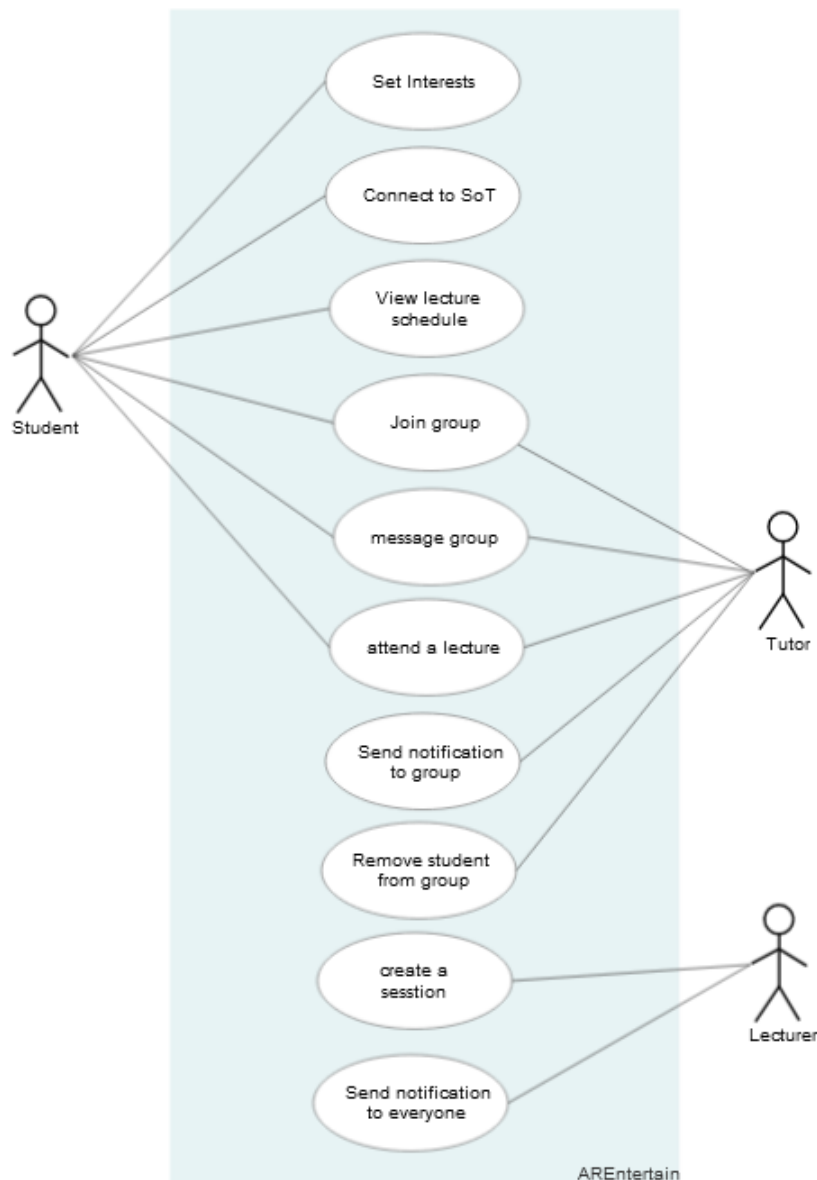 Set Interests
Connect to SoT
View lecture
schedule
Student
Join group
message group
Tutor
attend a lecture
Send notification
to group
Remove student
from group
create a
sesstion
Lecturer
Send notification
to everyone
AREntertain